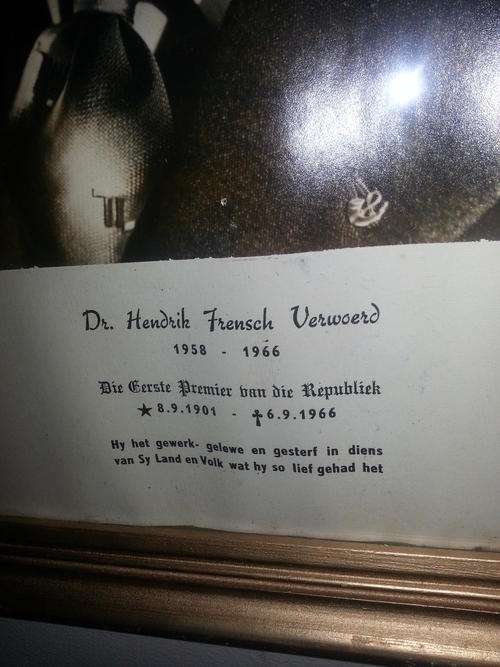 Dr. Hendrik Frensch Verwoerd
1958 - 1966
Die Eerste Premier van die Republiek
★ 8.9.1901 - ✝ 6.9.1966
Hy het gewerk- gelewe en gesterf in diens
van Sy Land en Volk wat hy so lief gehad het